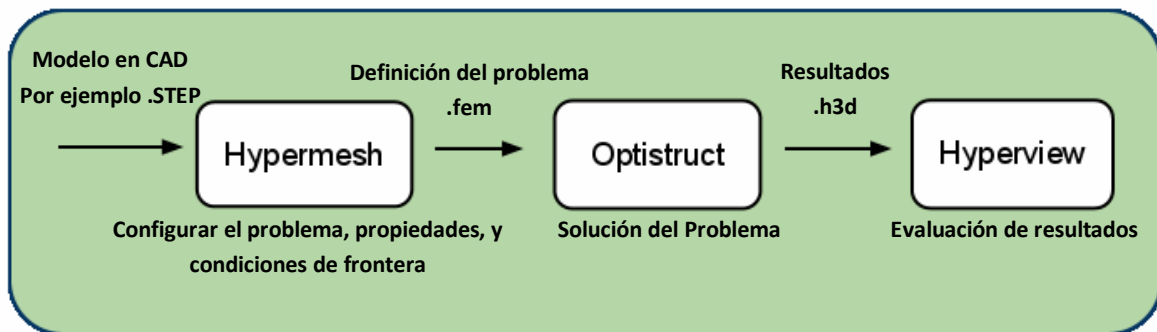 Modelo en CAD
Por ejemplo .STEP
Hypermesh
Configurar el problema, propiedades, y
condiciones de frontera
Definición del problema
.fem
Optistruct
Solución del Problema
Resultados
.h3d
Hyperview
Evaluación de resultados